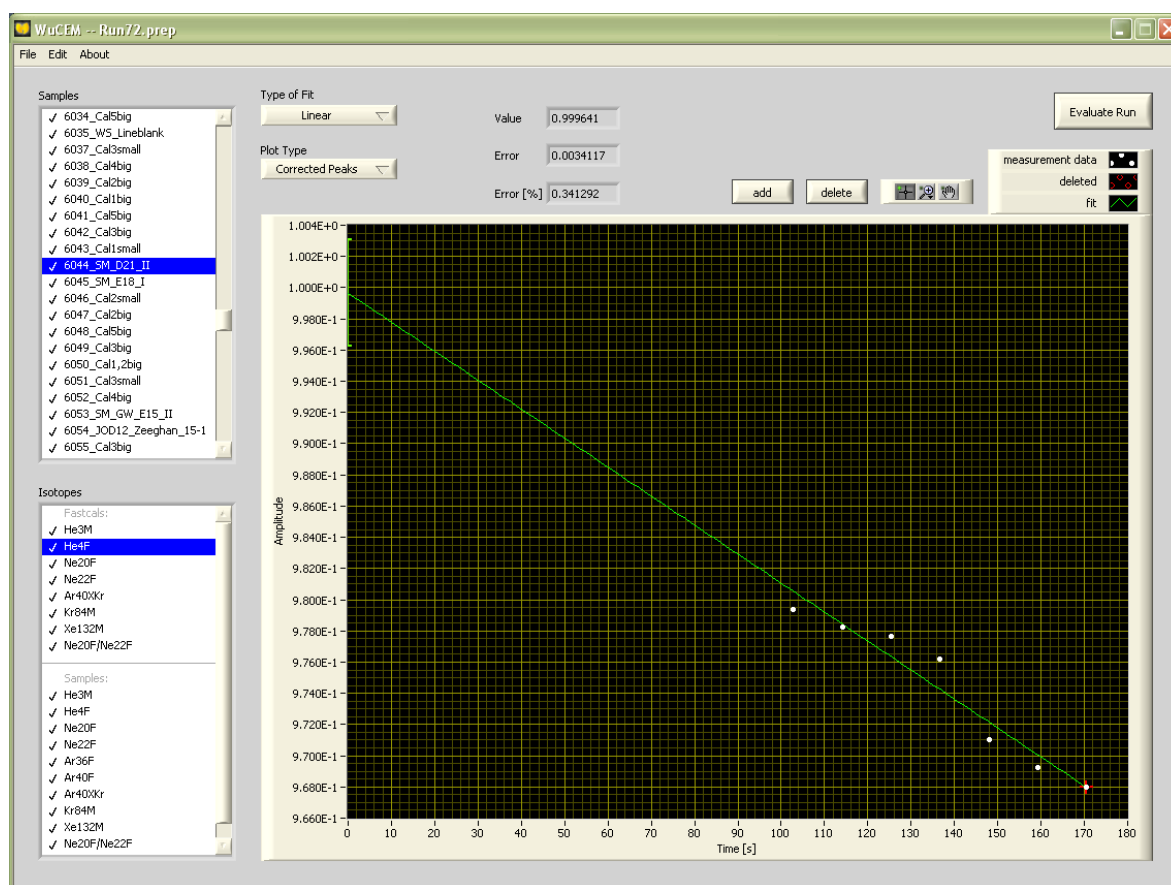 WuCEM -- Run72.prep
File Edit About
Samples
✓ 6034_Cal5big
✓ 6035_WS_Lineblank
✓ 6037_Cal3small
✓ 6038_Cal4big
✓ 6039_Cal2big
✓ 6040_Cal1big
✓ 6041_Cal5big
✓ 6042_Cal3big
✓ 6043_Cal1small
✓ 6044_SM_D21_II
✓ 6045_SM_E18_I
✓ 6046_Cal2small
✓ 6047_Cal2big
✓ 6048_Cal5big
✓ 6049_Cal3big
✓ 6050_Cal1,2big
✓ 6051_Cal3small
✓ 6052_Cal4big
✓ 6053_SM_GW_E15_II
✓ 6054_JOD12_Zeeghan_15-1
✓ 6055_Cal3big
Isotopes
Fastcals:
✓ He3M
✓ He4F
✓ Ne20F
✓ Ne22F
✓ Ar40XKr
✓ Kr84M
✓ Xe132M
✓ Ne20F/Ne22F
Samples:
✓ He3M
✓ He4F
✓ Ne20F
✓ Ne22F
✓ Ar36F
✓ Ar40F
✓ Ar40XKr
✓ Kr84M
✓ Xe132M
✓ Ne20F/Ne22F
Type of Fit
Linear
Plot Type
Corrected Peaks
Value 0.999641
Error 0.0034117
Error [%] 0.341292
add delete
Evaluate Run
measurement data
deleted
fit
1.004E+0
1.002E+0
1.000E+0
9.980E-1
9.960E-1
9.940E-1
9.920E-1
9.900E-1
9.880E-1
9.860E-1
9.840E-1
9.820E-1
9.800E-1
9.780E-1
9.760E-1
9.740E-1
9.720E-1
9.700E-1
9.680E-1
9.660E-1
Amplitude
0 10 20 30 40 50 60 70 80 90 100 110 120 130 140 150 160 170 180
Time [s]